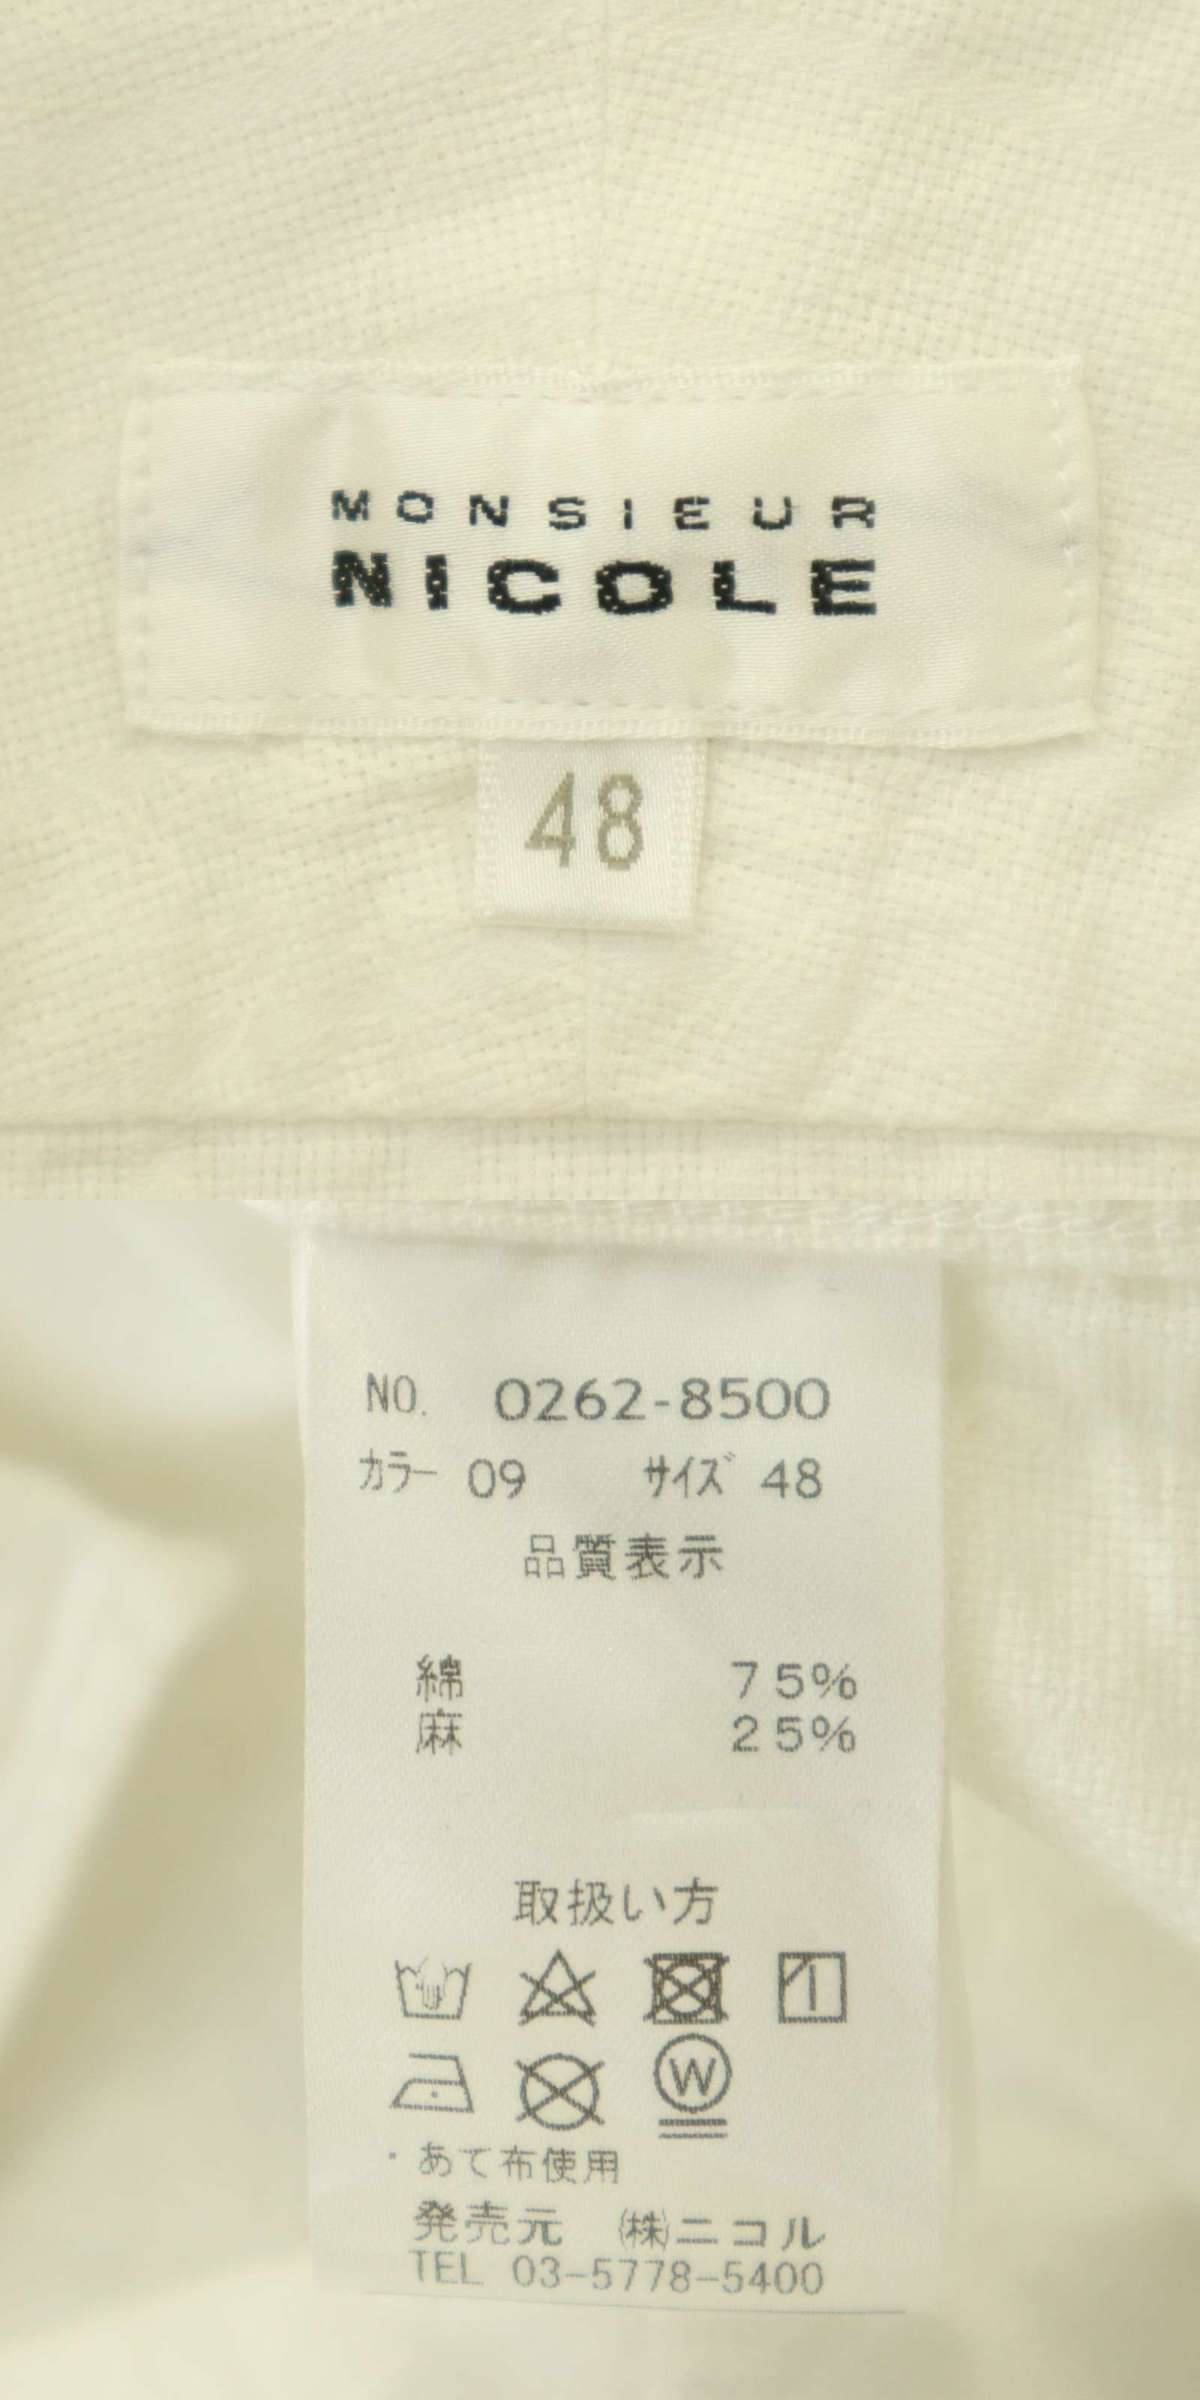 MONSIEUR
NICOLE
48
NO. 0262-8500
カラー 09 サイズ 48
品質表示
綿 75%
麻 25%
取扱い方
W
・あて布使用
発売元 ㈱ニコル
TEL 03-5778-5400